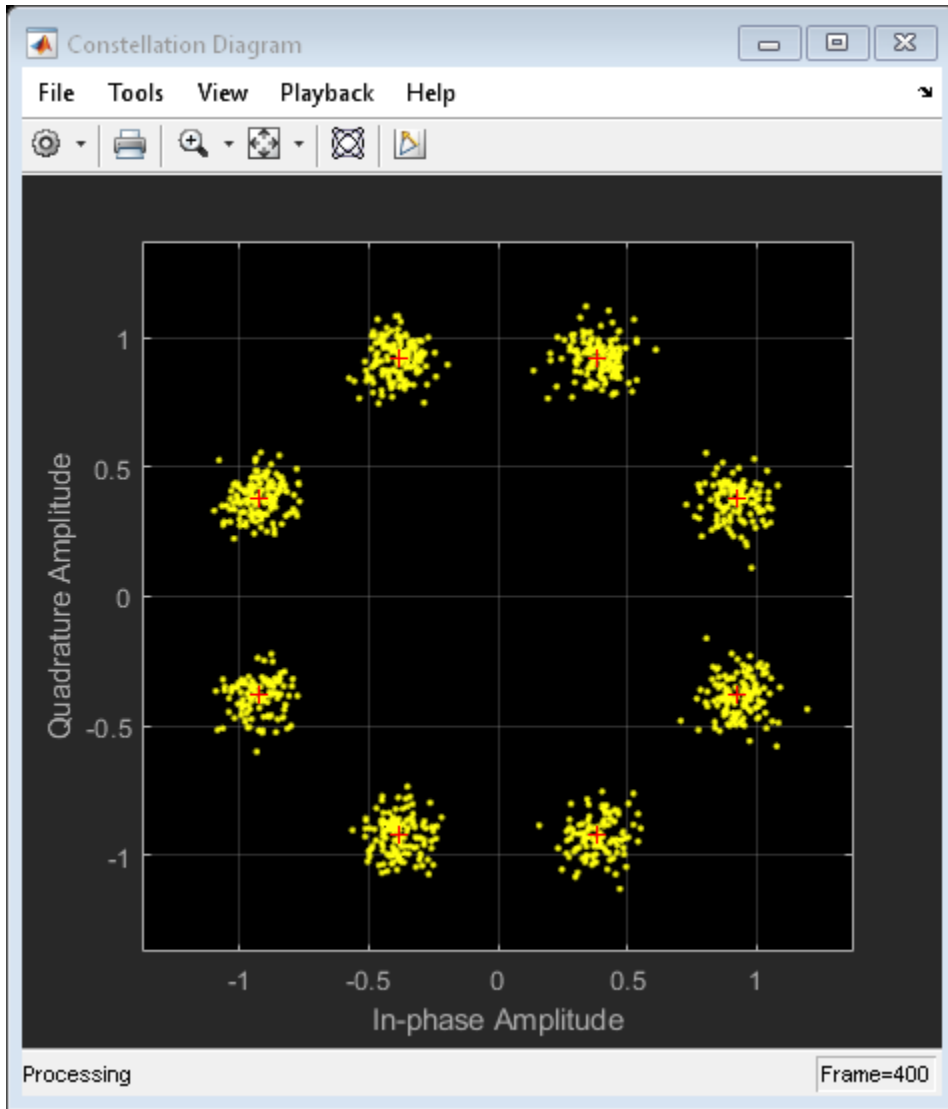 Constellation Diagram
File Tools View Playback Help
1
0.5
0
-0.5
-1
Quadrature Amplitude
-1 -0.5 0 0.5 1
In-phase Amplitude
Processing Frame=400